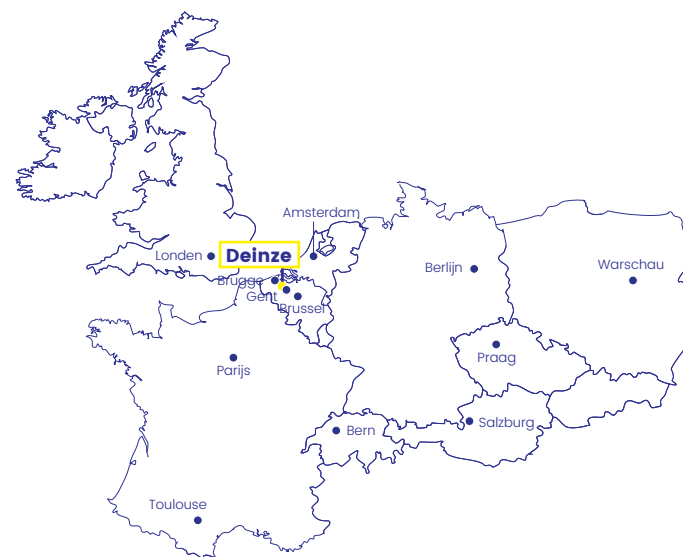 Amsterdam
Londen
Deinze
Berlijn
Warschau
Brugge
Gent
Brussel
Praag
Parijs
Salzburg
Bern
Toulouse